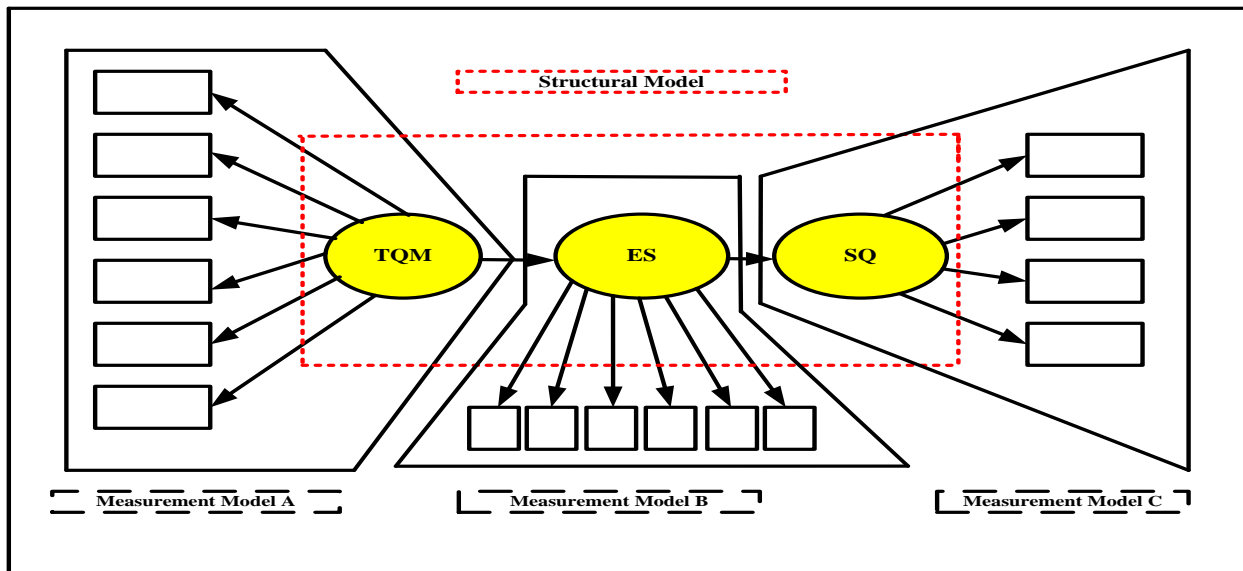 Structural Model
TQM
ES
SQ
Measurement Model A
Measurement Model B
Measurement Model C